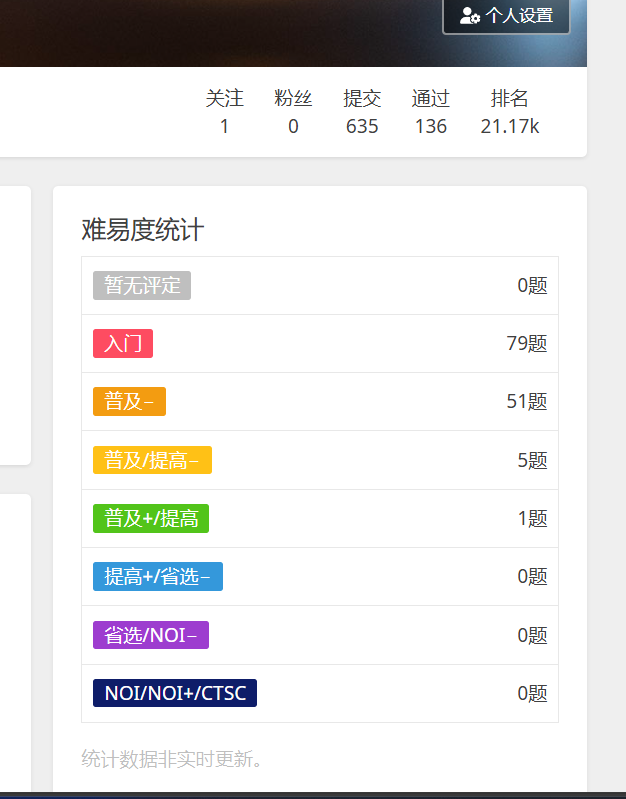 个人设置
关注 粉丝 提交 通过 排名
1 0 635 136 21.17k
难易度统计
暂无评定 0题
入门 79题
普及− 51题
普及/提高− 5题
普及+/提高 1题
提高+/省选− 0题
省选/NOI− 0题
NOI/NOI+/CTSC 0题
统计数据非实时更新。